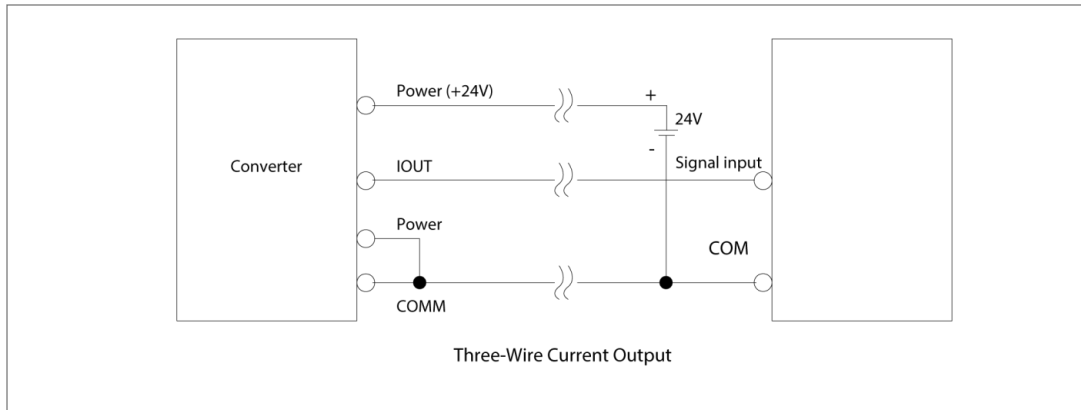 Power (+24V)
+
24V
-
Converter
IOUT
Signal input
Power
COM
COMM
Three-Wire Current Output